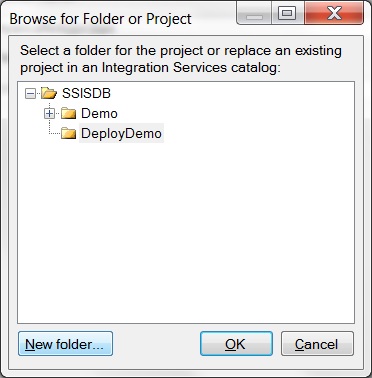 Browse for Folder or Project
Select a folder for the project or replace an existing
project in an Integration Services catalog:
SSISDB
Demo
DeployDemo
New folder...
OK
Cancel